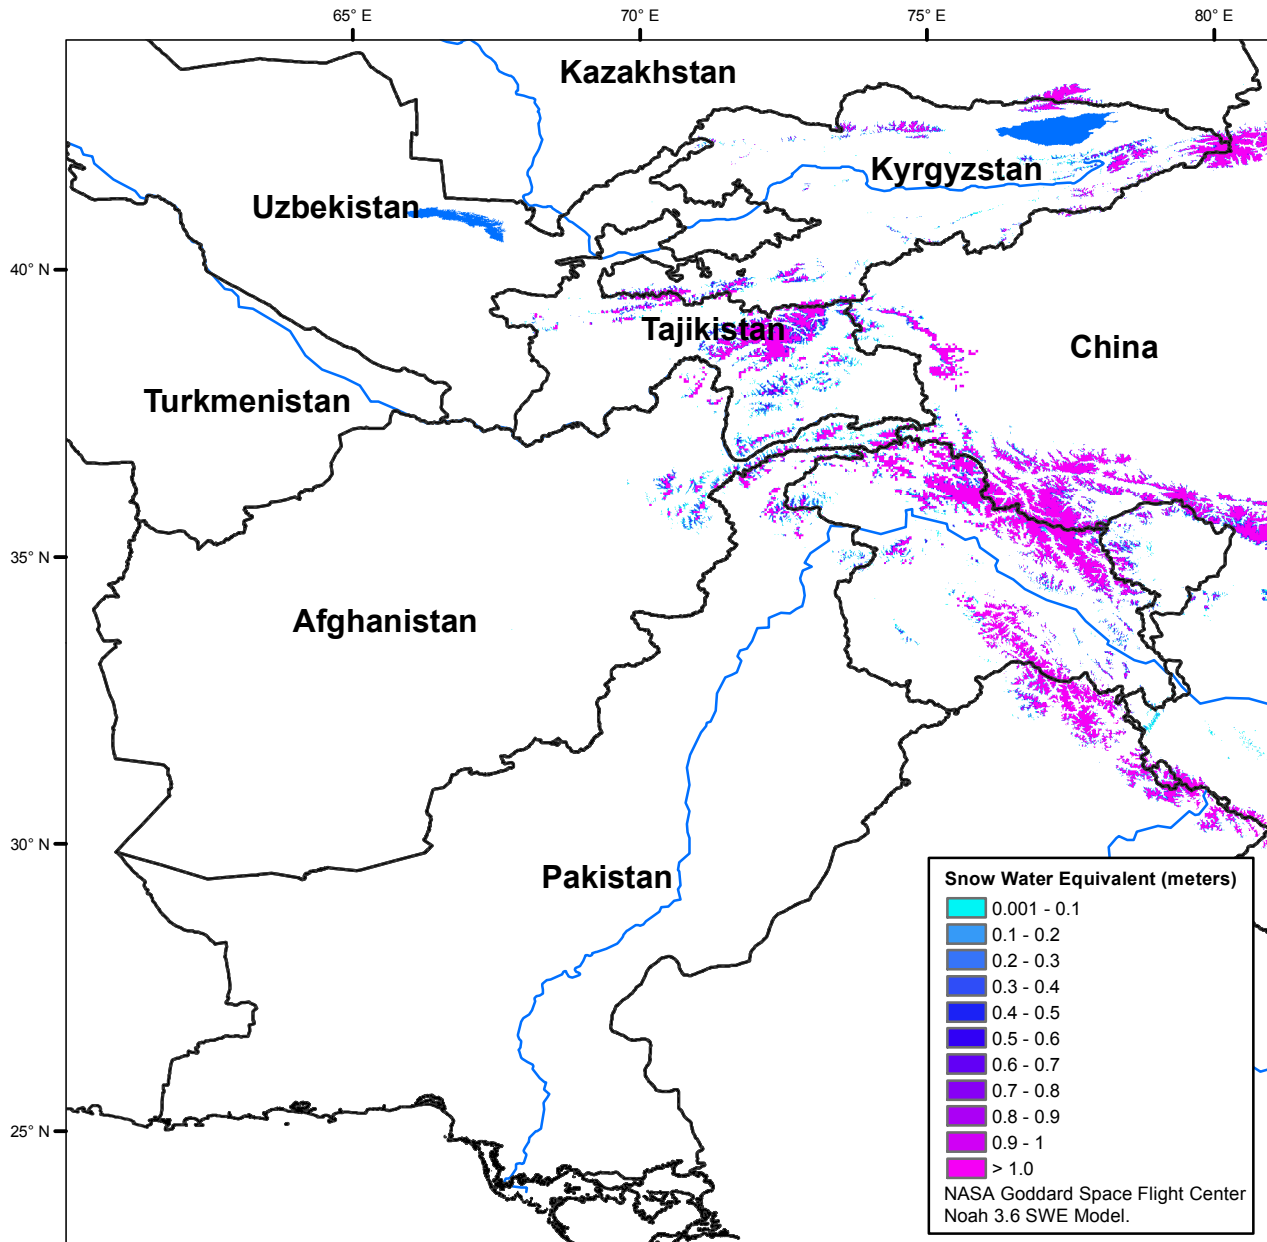 65° E
70° E
75° E
80° E
Kazakhstan
Kyrgyzstan
Uzbekistan
40° N
Tajikistan
China
Turkmenistan
35° N
Afghanistan
30° N
Pakistan
Snow Water Equivalent (meters)
0.001 - 0.1
0.1 - 0.2
0.2 - 0.3
0.3 - 0.4
0.4 - 0.5
0.5 - 0.6
0.6 - 0.7
0.7 - 0.8
0.8 - 0.9
0.9 - 1
> 1.0
NASA Goddard Space Flight Center
Noah 3.6 SWE Model.
25° N